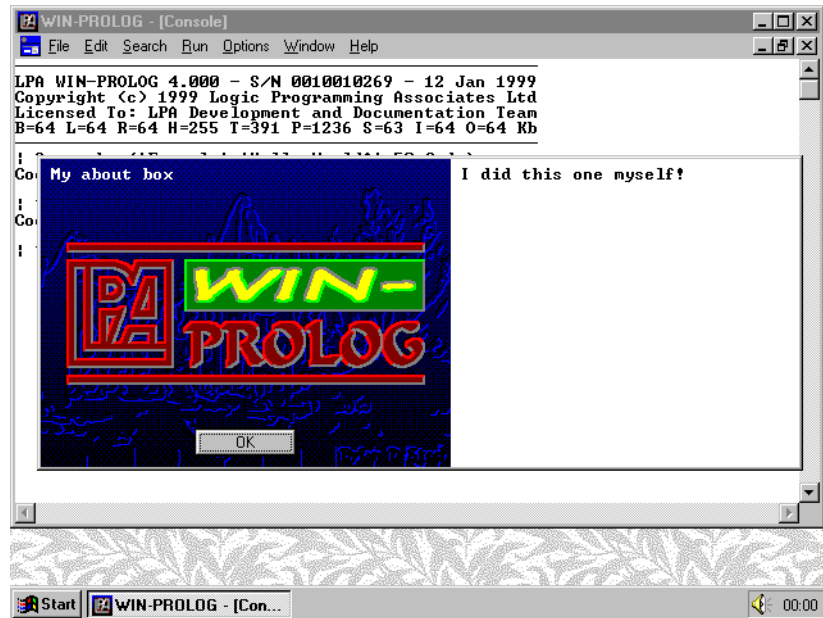 WIN-PROLOG - [Console]
File Edit Search Run Options Window Help
LPA WIN-PROLOG 4.000 - S/N 0010010269 - 12 Jan 1999
Copyright (c) 1999 Logic Programming Associates Ltd
Licensed To: LPA Development and Documentation Team
B=64 L=64 R=64 H=255 T=391 P=1236 S=63 I=64 O=64 Kb
My about box
I did this one myself!
LPA
WIN-
PROLOG
OK
Start
WIN-PROLOG - [Con...
00:00